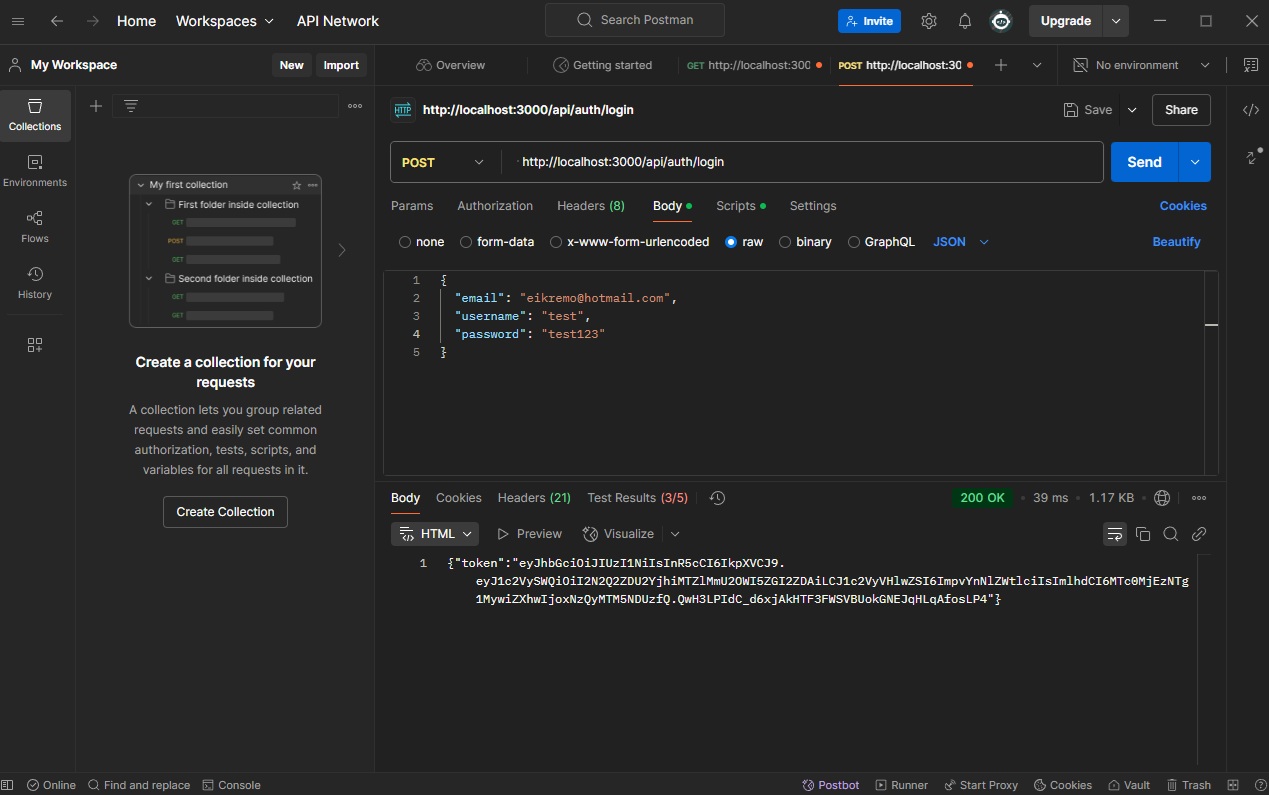 Home Workspaces API Network Search Postman Invite Upgrade
My Workspace New Import Overview Getting started GET http://localhost:300 POST http://localhost:30 No environment
Collections
Environments
Flows
History
My first collection
First folder inside collection
GET
POST
GET
Second folder inside collection
GET
GET
Create a collection for your
requests
A collection lets you group related
requests and easily set common
authorization, tests, scripts, and
variables for all requests in it.
Create Collection
HTTP http://localhost:3000/api/auth/login Save Share
POST http://localhost:3000/api/auth/login Send
Params Authorization Headers (8) Body Scripts Settings Cookies
none form-data x-www-form-urlencoded raw binary GraphQL JSON Beautify
1 {
2 "email": "eikremo@hotmail.com",
3 "username": "test",
4 "password": "test123"
5 }
Body Cookies Headers (21) Test Results (3/5) 200 OK 39 ms 1.17 KB
HTML Preview Visualize
1 {"token":"eyJhbGciOiJIUzI1NiIsInR5cCI6IkpXVCJ9.
eyJ1c2VySWQiOiI2N2Q2ZDU2YjhiMTZlMmU2OWI5ZGI2ZDAiLCJ1c2VyVHlwZSI6ImpvYnNlZWtlciIsImlhdCI6MTc0MjEzNTg
1MywiZXhwIjoxNzQyMTM5NDUzfQ.QwH3LPIdC_d6xjAkHTF3FWSVBUokGNEJqHLqAfosLP4"}
Online Find and replace Console Postbot Runner Start Proxy Cookies Vault Trash